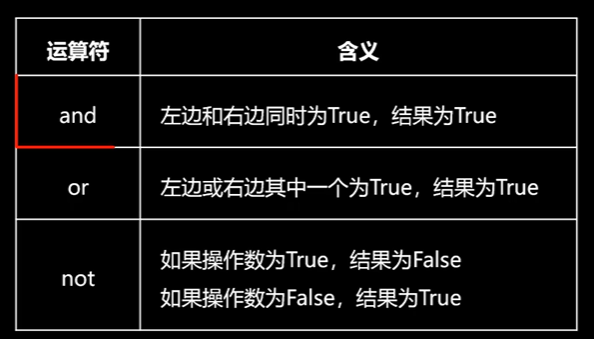 运算符 含义
and 左边和右边同时为True，结果为True
or 左边或右边其中一个为True，结果为True
not 如果操作数为True，结果为False
如果操作数为False，结果为True